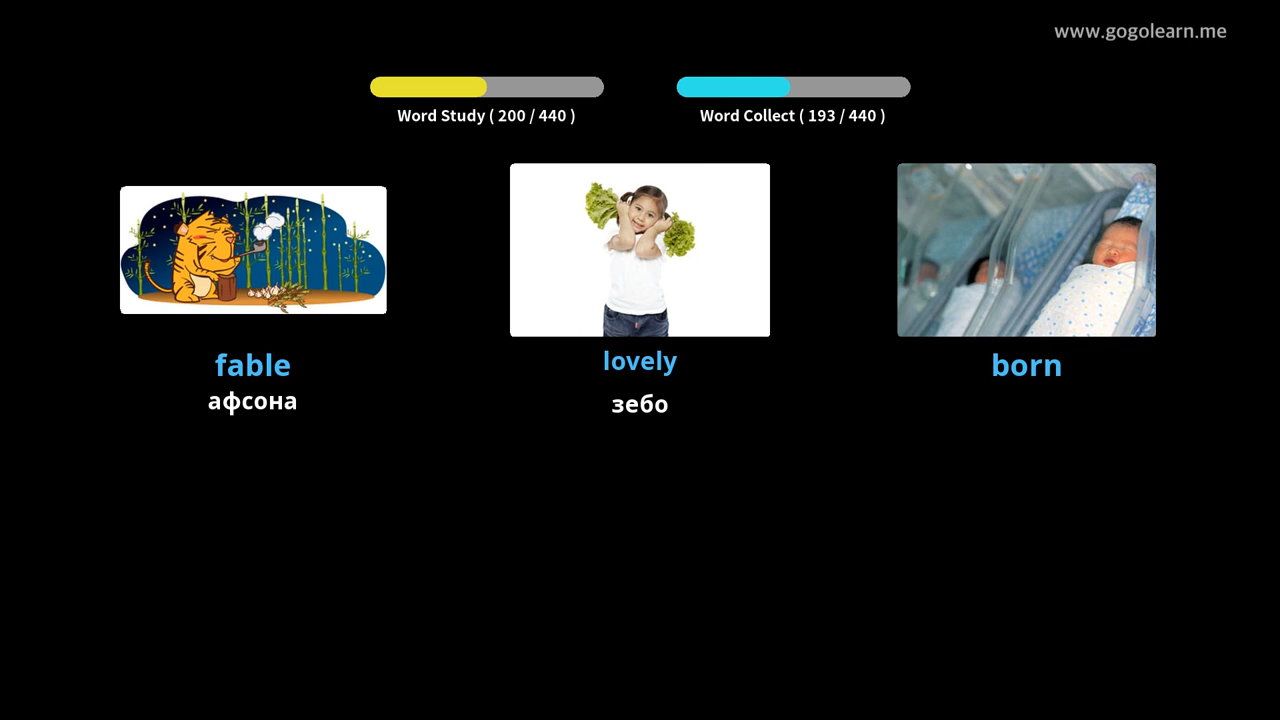 www.gogolearn.me
Word Study ( 200 / 440 )
Word Collect ( 193 / 440 )
fable
афсона
lovely
зебо
born